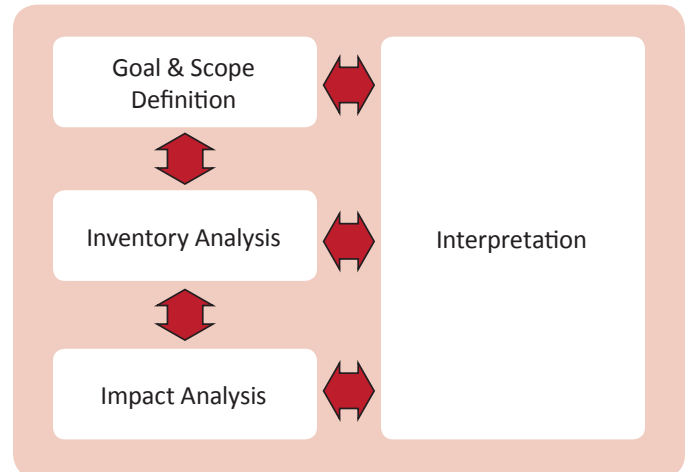 Goal & Scope
Definition
Inventory Analysis
Interpretation
Impact Analysis